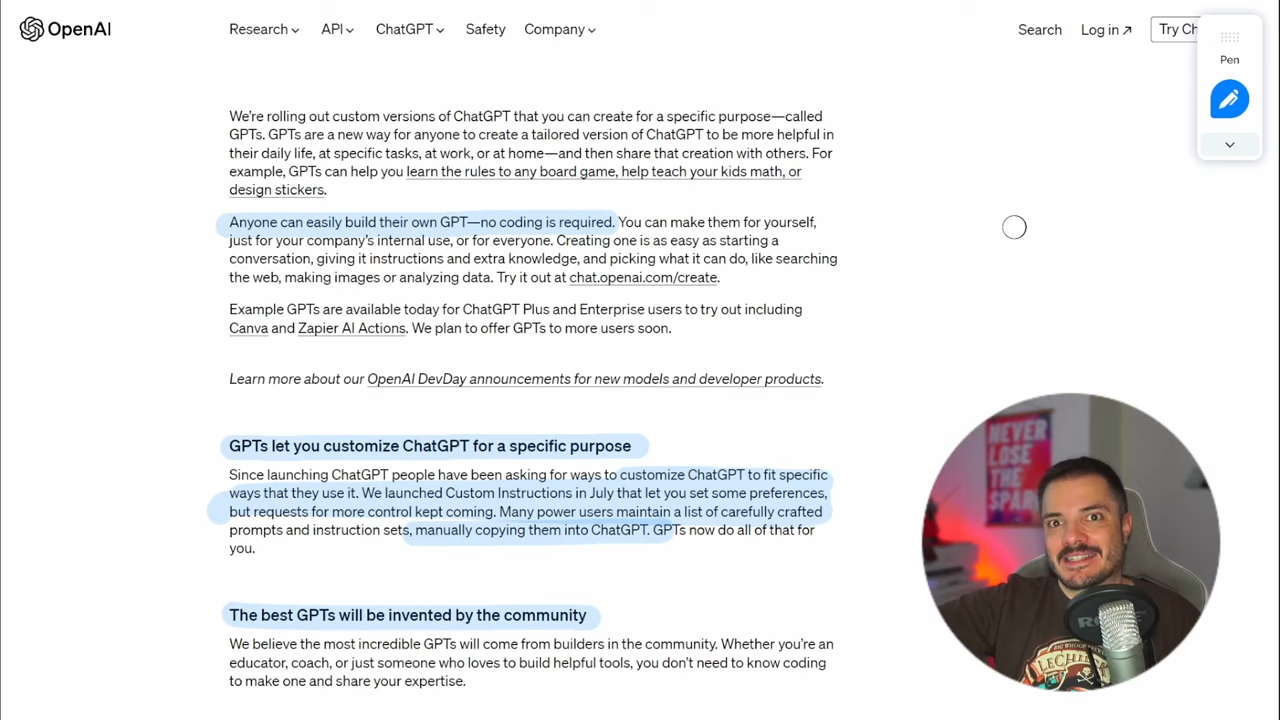 OpenAI
Research
API
ChatGPT
Safety
Company
Search
Log in ↗
Try Ch
Pen
We're rolling out custom versions of ChatGPT that you can create for a specific purpose—called
GPTs. GPTs are a new way for anyone to create a tailored version of ChatGPT to be more helpful in
their daily life, at specific tasks, at work, or at home—and then share that creation with others. For
example, GPTs can help you learn the rules to any board game, help teach your kids math, or
design stickers.
Anyone can easily build their own GPT—no coding is required. You can make them for yourself,
just for your company's internal use, or for everyone. Creating one is as easy as starting a
conversation, giving it instructions and extra knowledge, and picking what it can do, like searching
the web, making images or analyzing data. Try it out at chat.openai.com/create.
Example GPTs are available today for ChatGPT Plus and Enterprise users to try out including
Canva and Zapier AI Actions. We plan to offer GPTs to more users soon.
Learn more about our OpenAI DevDay announcements for new models and developer products.
GPTs let you customize ChatGPT for a specific purpose
Since launching ChatGPT people have been asking for ways to customize ChatGPT to fit specific
ways that they use it. We launched Custom Instructions in July that let you set some preferences,
but requests for more control kept coming. Many power users maintain a list of carefully crafted
prompts and instruction sets, manually copying them into ChatGPT. GPTs now do all of that for
you.
The best GPTs will be invented by the community
We believe the most incredible GPTs will come from builders in the community. Whether you're an
educator, coach, or just someone who loves to build helpful tools, you don't need to know coding
to make one and share your expertise.
NEVER
LOSE
THE
SPARK
LECHUCK